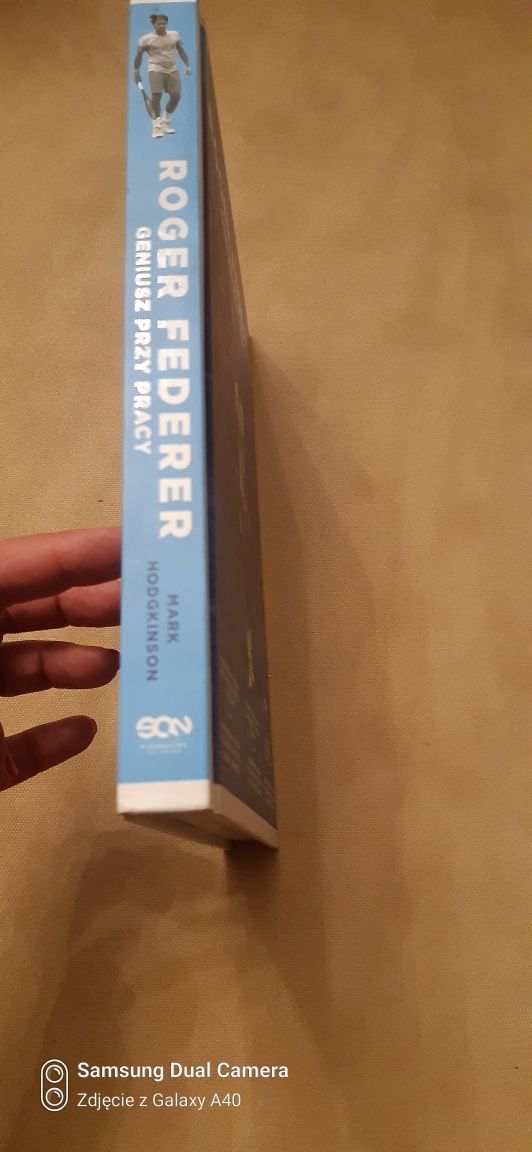 ROGER FEDERER
GENIUSZ PRZY PRACY
MARK
HODGKINSON
SQN
Samsung Dual Camera
Zdjęcie z Galaxy A40